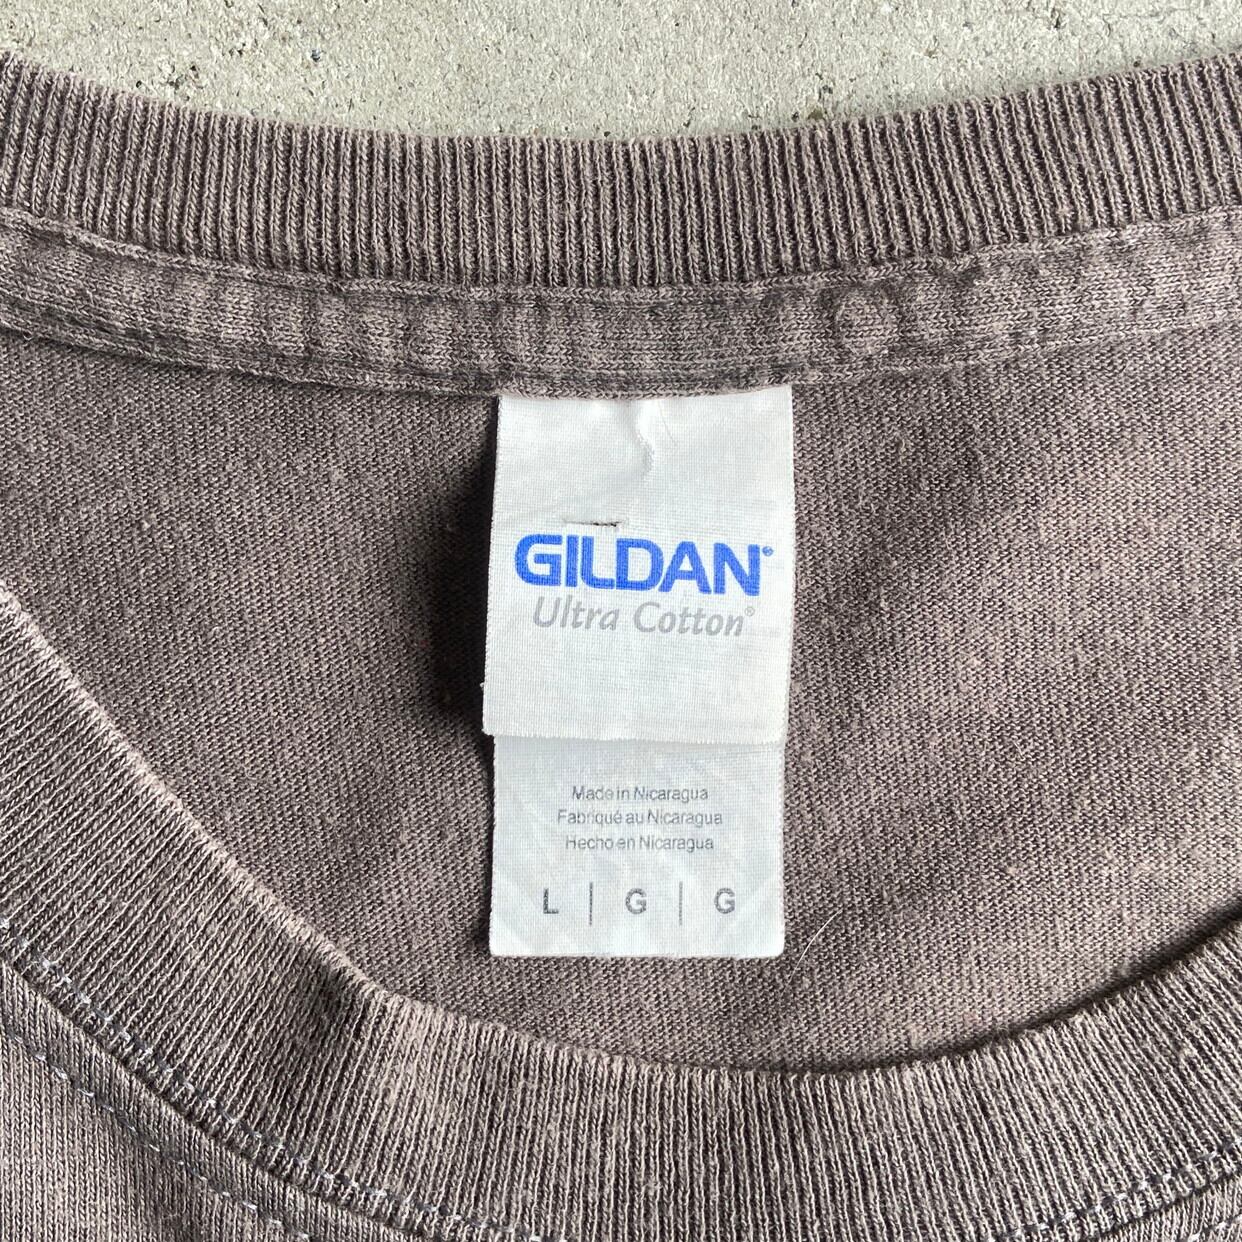 GILDAN®
Ultra Cotton®
Made in Nicaragua
Fabriqué au Nicaragua
Hecho en Nicaragua
L | G | G